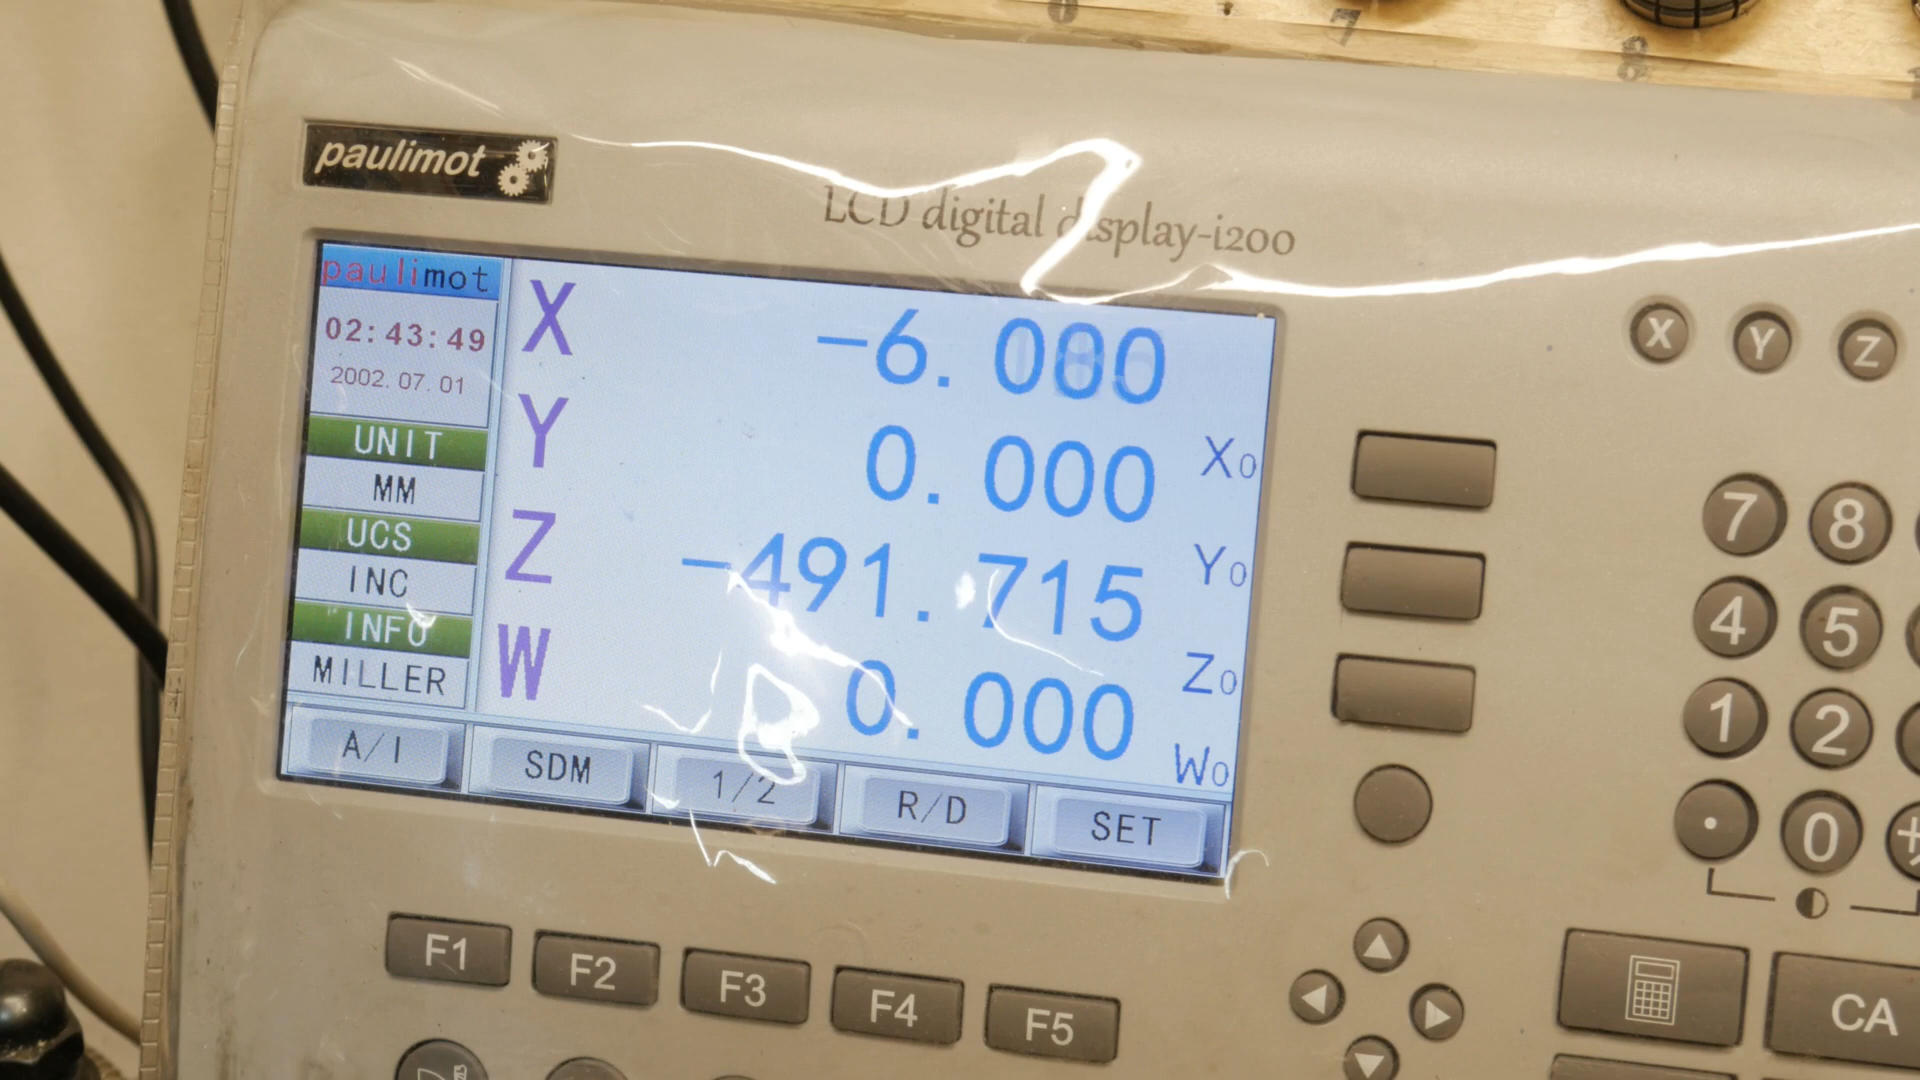 6
7
8
paulimot
LCD digital display-i200
paulimot
02:43:49
2002.07.01
UNIT
MM
UCS
INC
INFO
MILLER
X
Y
Z
W
0.000
-491.715
0.000
X0
Y0
Z0
W0
A/I
SDM
1/2
R/D
SET
X
Y
Z
7
8
4
5
1
2
.
0
F1
F2
F3
F4
F5
CA